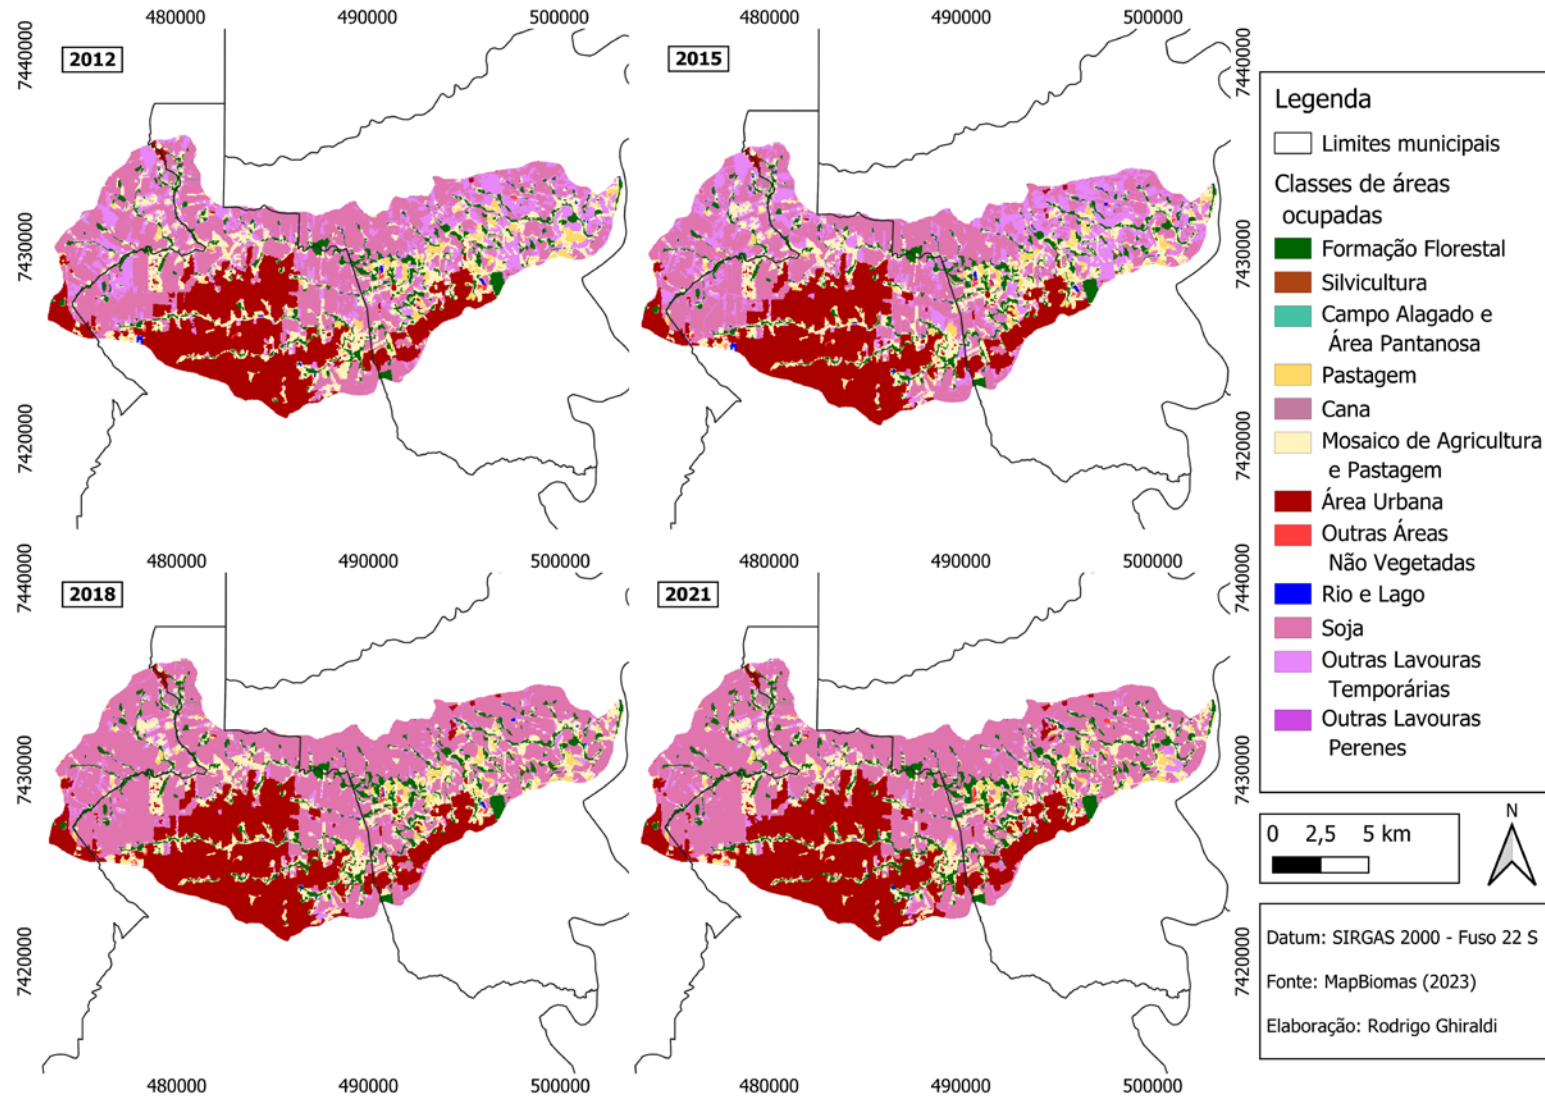 480000
490000
500000
480000
490000
500000
7440000
2012
2015
7440000
7430000
7430000
7420000
7420000
480000
490000
500000
480000
490000
500000
7440000
2018
2021
7440000
7430000
7430000
7420000
7420000
480000
490000
500000
480000
490000
500000
Legenda
Limites municipais
Classes de áreas
ocupadas
Formação Florestal
Silvicultura
Campo Alagado e
Área Pantanosa
Pastagem
Cana
Mosaico de Agricultura
e Pastagem
Área Urbana
Outras Áreas
Não Vegetadas
Rio e Lago
Soja
Outras Lavouras
Temporárias
Outras Lavouras
Perenes
0 2,5 5 km
N
Datum: SIRGAS 2000 - Fuso 22 S
Fonte: MapBiomas (2023)
Elaboração: Rodrigo Ghiraldi